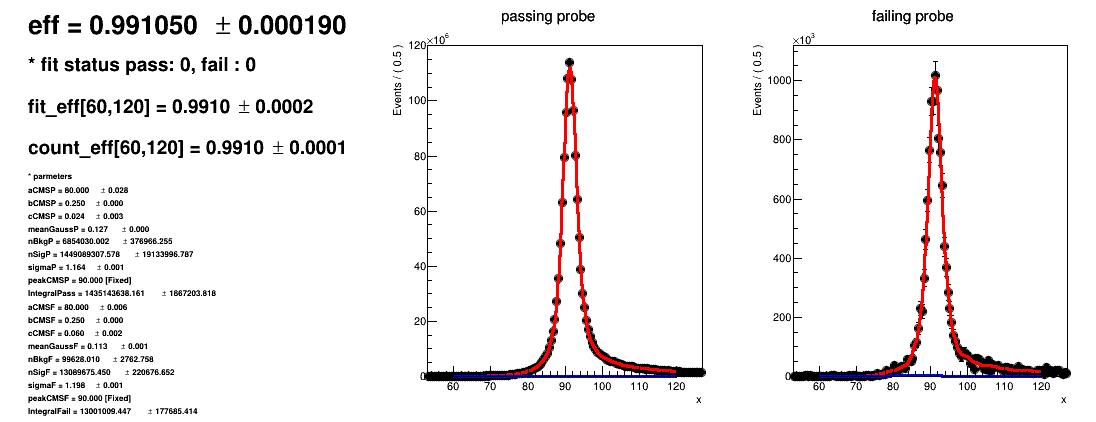 eff = 0.991050 ± 0.000190
* fit status pass: 0, fail : 0
fit_eff[60,120] = 0.9910 ± 0.0002
count_eff[60,120] = 0.9910 ± 0.0001
* parmeters
aCMSP = 80.000 ± 0.028
bCMSP = 0.250 ± 0.000
cCMSP = 0.024 ± 0.003
meanGaussP = 0.127 ± 0.000
nBkgP = 6854030.002 ± 376966.255
nSigP = 1449089307.578 ± 19133996.787
sigmaP = 1.164 ± 0.001
peakCMSP = 90.000 [Fixed]
IntegralPass = 1435143638.161 ± 1867203.818
aCMSF = 80.000 ± 0.006
bCMSF = 0.250 ± 0.000
cCMSF = 0.060 ± 0.002
meanGaussF = 0.113 ± 0.001
nBkgF = 99628.010 ± 2762.758
nSigF = 13089675.450 ± 220676.652
sigmaF = 1.198 ± 0.001
peakCMSF = 90.000 [Fixed]
IntegralFail = 13001009.447 ± 177685.414
passing probe
×10⁶
Events / ( 0.5 )
120
100
80
60
40
20
0
60 70 80 90 100 110 120
x
failing probe
×10³
Events / ( 0.5 )
1000
800
600
400
200
0
60 70 80 90 100 110 120
x